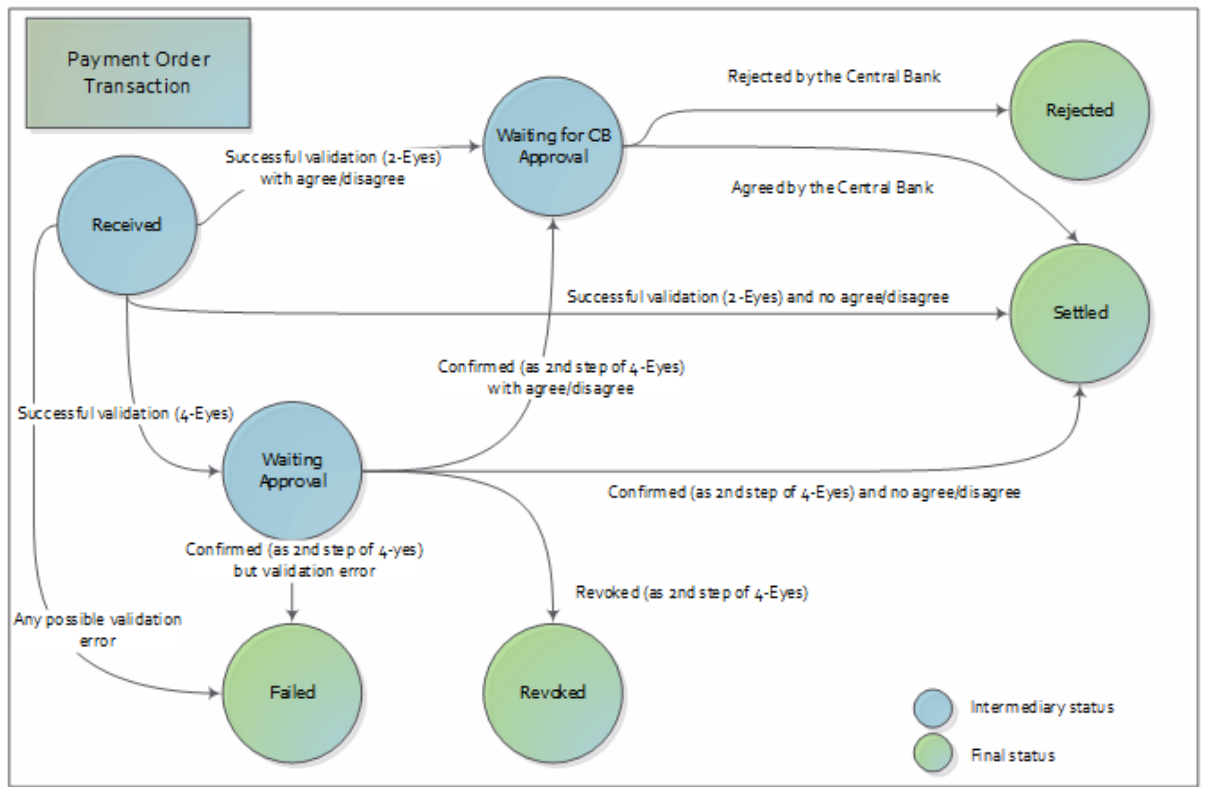 Payment Order
Transaction
Rejected by the Central Bank
Rejected
Waiting for CB
Approval
Successful validation (2-Eyes)
with agree/disagree
Agreed by the Central Bank
Received
Successful validation (2-Eyes) and no agree/disagree
Settled
Confirmed (as 2nd step of 4-Eyes)
with agree/disagree
Successful validation (4-Eyes)
Waiting
Approval
Confirmed (as 2nd step of 4-Eyes) and no agree/disagree
Confirmed (as 2nd step of 4-yes)
but validation error
Revoked (as 2nd step of 4-Eyes)
Any possible validation
error
Failed
Revoked
Intermediary status
Final status